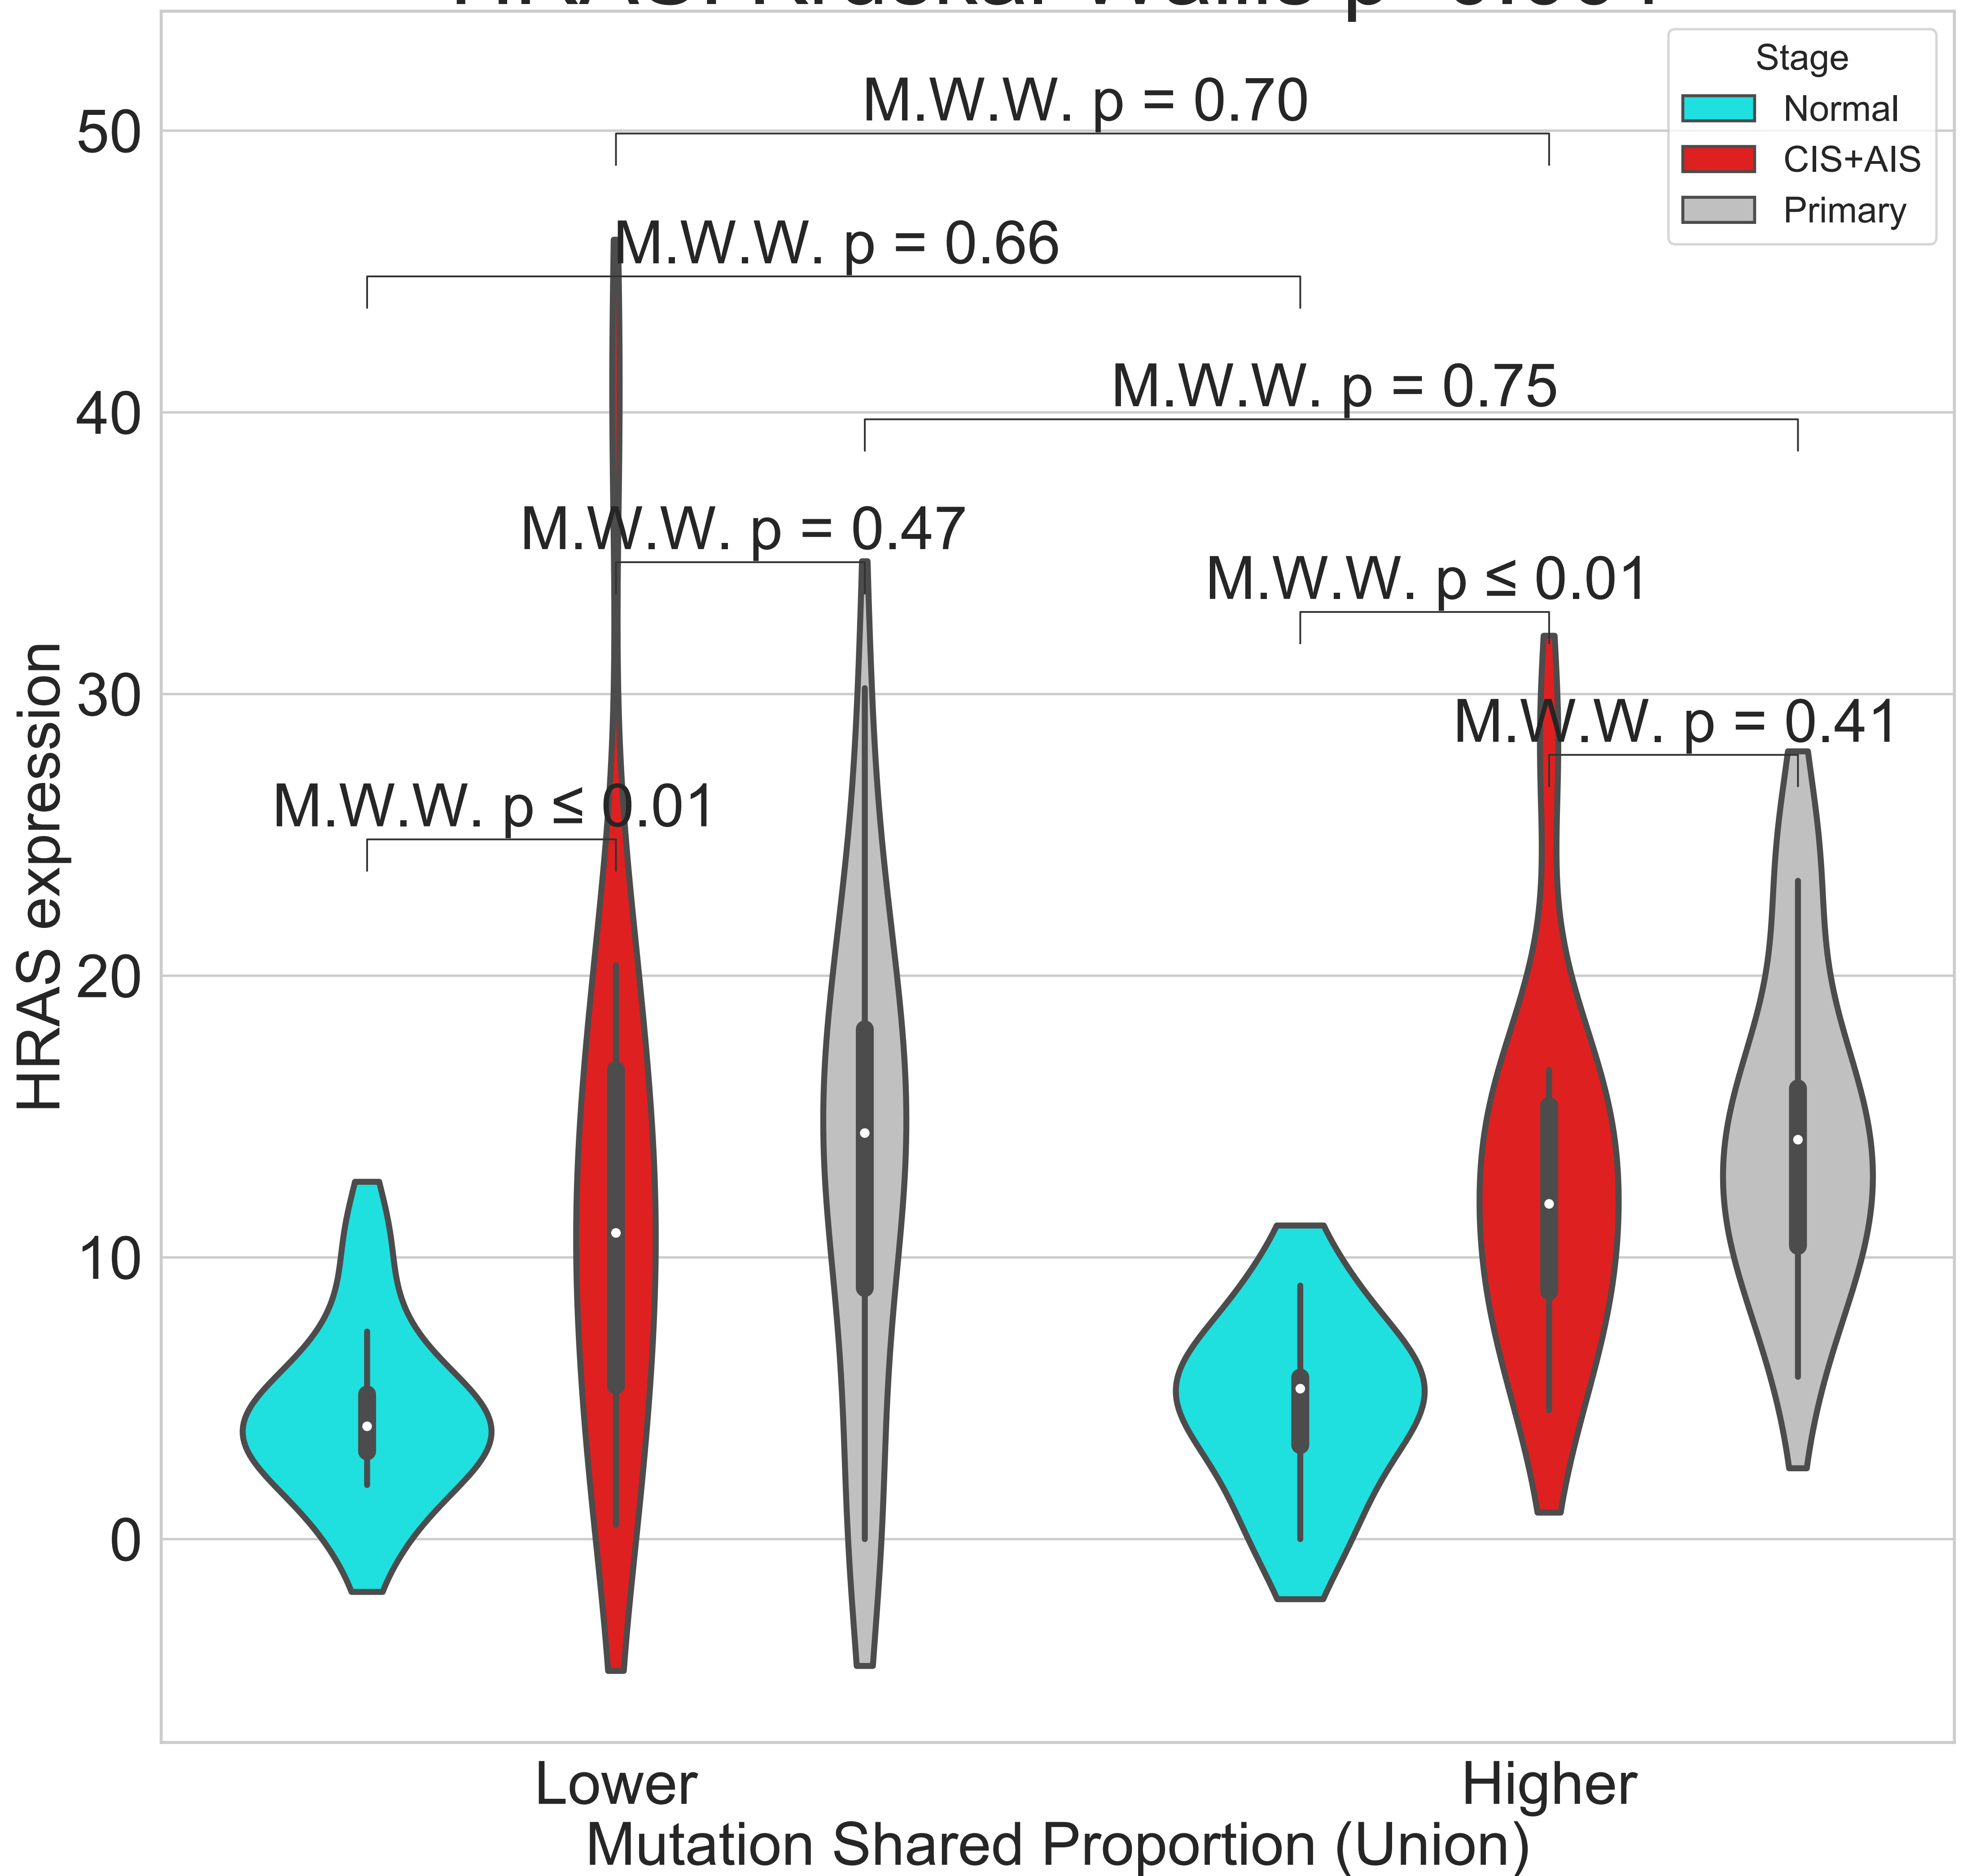 Stage
Normal
CIS+AIS
Primary
M.W.W. p = 0.70
M.W.W. p = 0.66
M.W.W. p = 0.75
M.W.W. p = 0.47
M.W.W. p ≤ 0.01
M.W.W. p = 0.41
M.W.W. p ≤ 0.01
50
40
30
20
10
0
HRAS expression
Lower
Higher
Mutation Shared Proportion (Union)